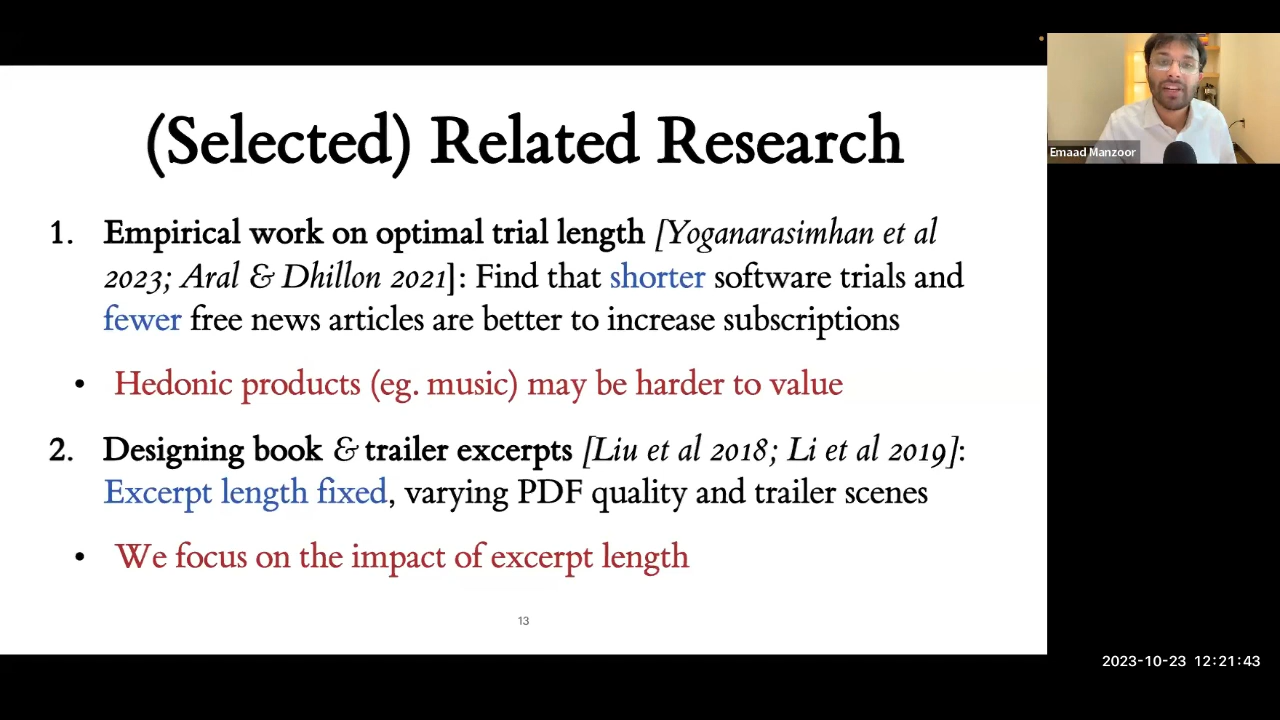 (Selected) Related Research
1. Empirical work on optimal trial length [Yoganarasimhan et al
2023; Aral & Dhillon 2021]: Find that shorter software trials and
fewer free news articles are better to increase subscriptions
• Hedonic products (eg. music) may be harder to value
2. Designing book & trailer excerpts [Liu et al 2018; Li et al 2019]:
Excerpt length fixed, varying PDF quality and trailer scenes
• We focus on the impact of excerpt length
13
Emaad Manzoor
2023-10-23 12:21:43